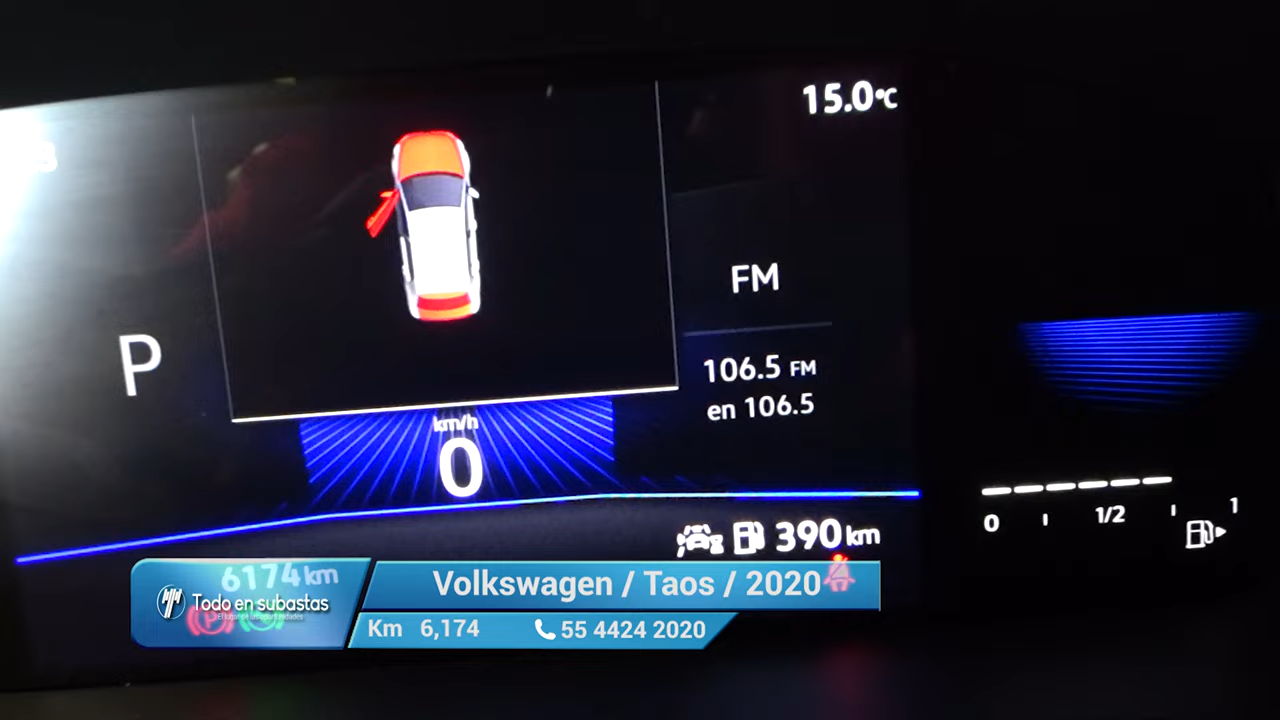 15.0°C
P
FM
106.5 FM
en 106.5
km/h
0
390 km
0 1/2 1
6174 km
Todo en subastas
Volkswagen / Taos / 2020
Km 6,174
55 4424 2020